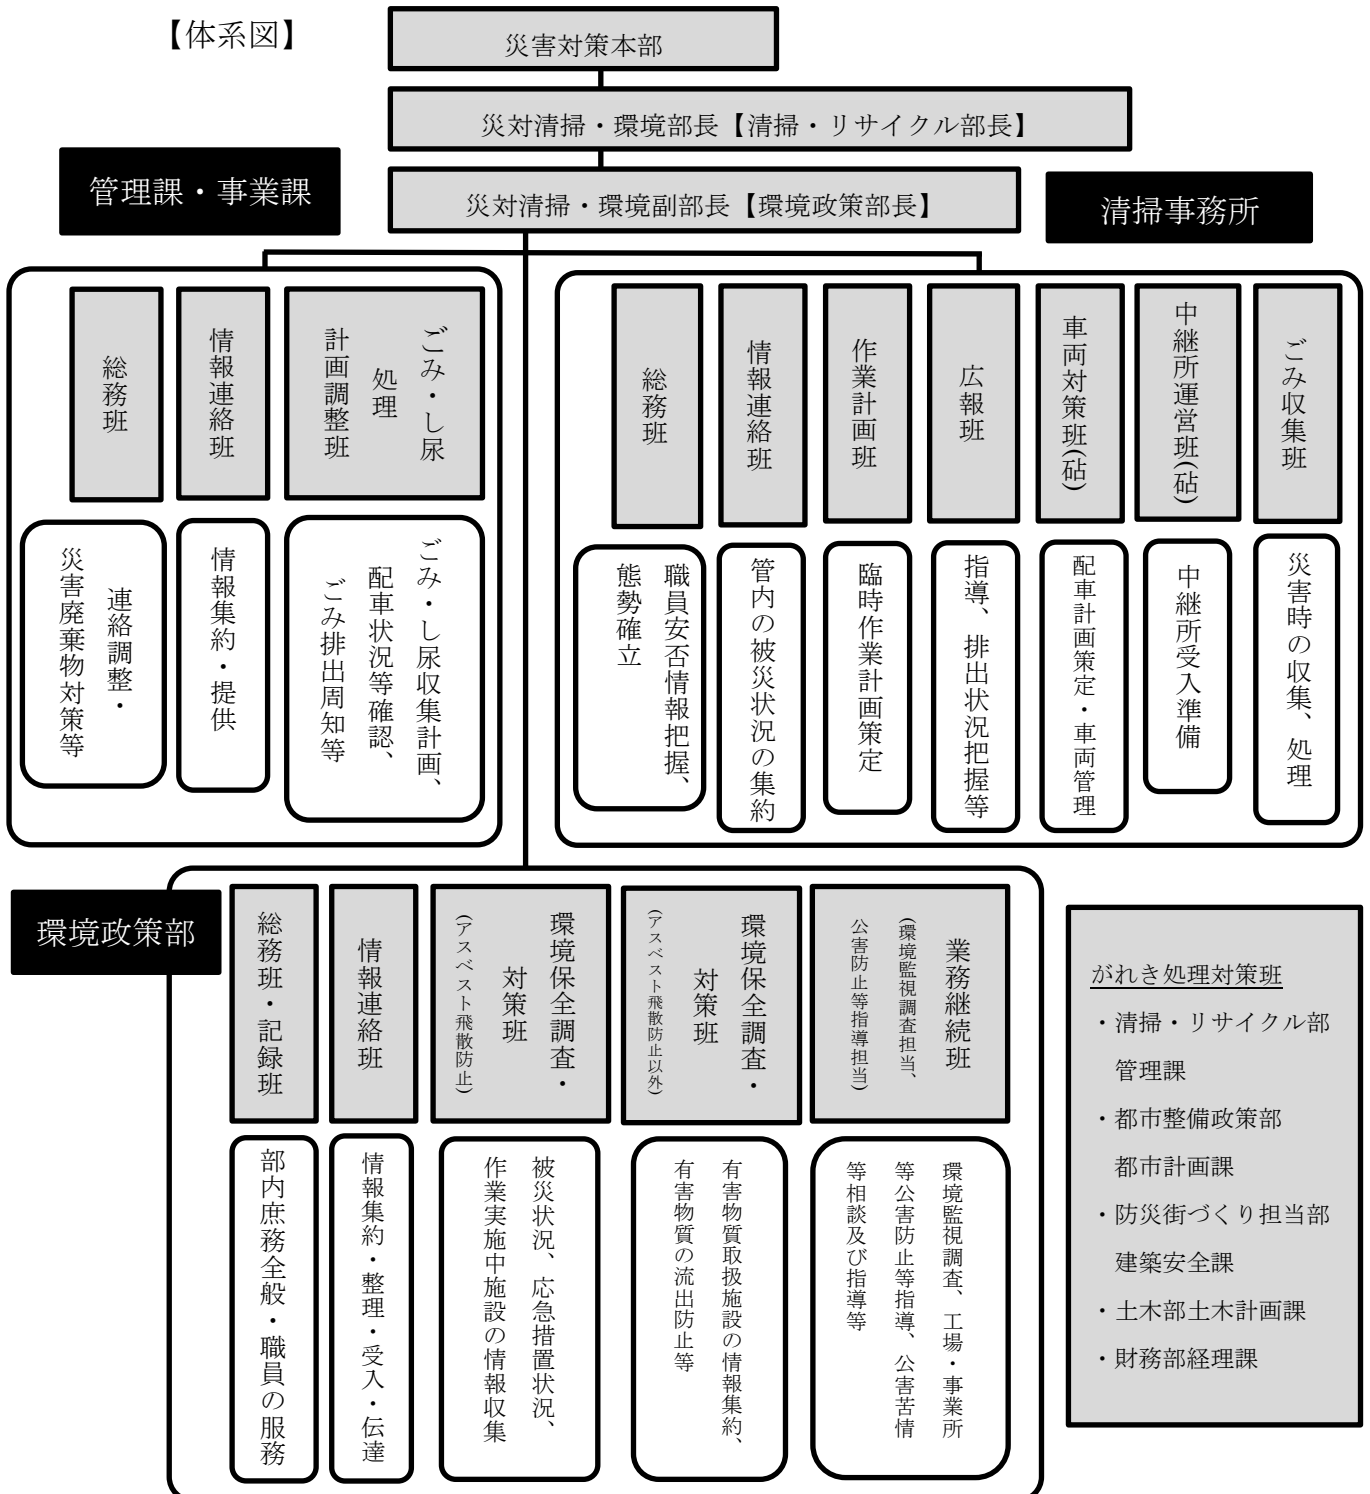 【体系図】
災害対策本部
災対清掃・環境部長【清掃・リサイクル部長】
災対清掃・環境副部長【環境政策部長】
管理課・事業課
総務班
情報連絡班
ごみ・し尿
処理
計画調整班
連絡調整・
災害廃棄物対策等
情報集約・提供
ごみ・し尿収集計画、
配車状況等確認、
ごみ排出周知等
清掃事務所
総務班
情報連絡班
作業計画班
広報班
車両対策班(砧)
中継所運営班(砧)
ごみ収集班
職員安否情報把握、
態勢確立
管内の被災状況の集約
臨時作業計画策定
指導、排出状況把握等
配車計画策定・車両管理
中継所受入準備
災害時の収集、処理
環境政策部
総務班・記録班
情報連絡班
環境保全調査・
対策班
(アスベスト飛散防止)
環境保全調査・
対策班
(アスベスト飛散防止以外)
業務継続班
(環境監視調査担当、
公害防止等指導担当)
部内庶務全般・職員の服務
情報集約・整理・受入・伝達
被災状況、応急措置状況、
作業実施中施設の情報収集
有害物質取扱施設の情報集約、
有害物質の流出防止等
環境監視調査、工場・事業所
等公害防止等指導、公害苦情
等相談及び指導等
がれき処理対策班
・清掃・リサイクル部
管理課
・都市整備政策部
都市計画課
・防災街づくり担当部
建築安全課
・土木部土木計画課
・財務部経理課